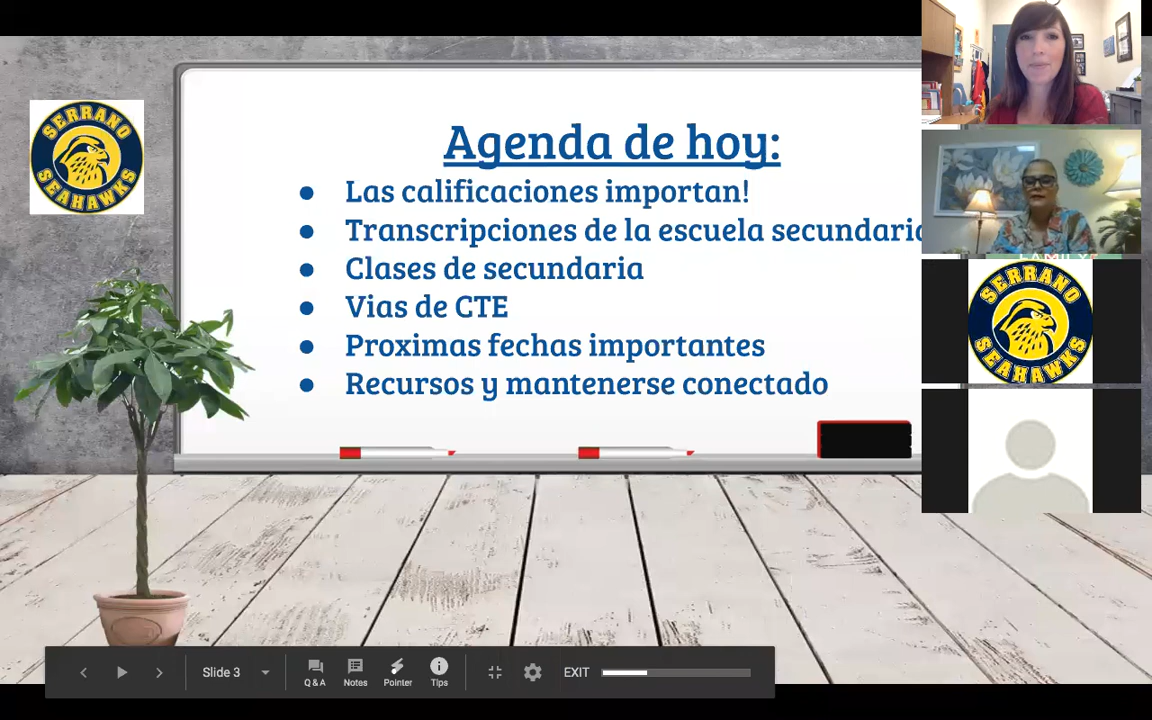 SERRANO
SEAHAWKS
Agenda de hoy:
● Las calificaciones importan!
● Transcripciones de la escuela secundaria
● Clases de secundaria
● Vias de CTE
● Proximas fechas importantes
● Recursos y mantenerse conectado
SERRANO
SEAHAWKS
Slide 3
Q & A
Notes
Pointer
Tips
EXIT